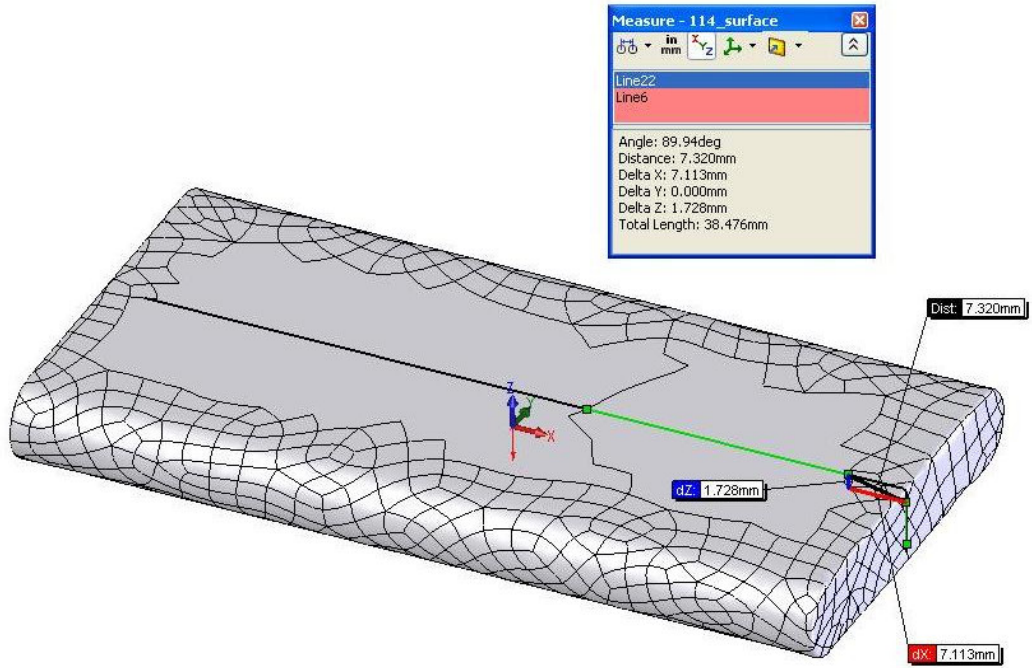 Measure - 114_surface
in
mm
X Y Z
Line22
Line6
Angle: 89.94deg
Distance: 7.320mm
Delta X: 7.113mm
Delta Y: 0.000mm
Delta Z: 1.728mm
Total Length: 38.476mm
Dist: 7.320mm
Z
Y
X
dZ: 1.728mm
dX: 7.113mm